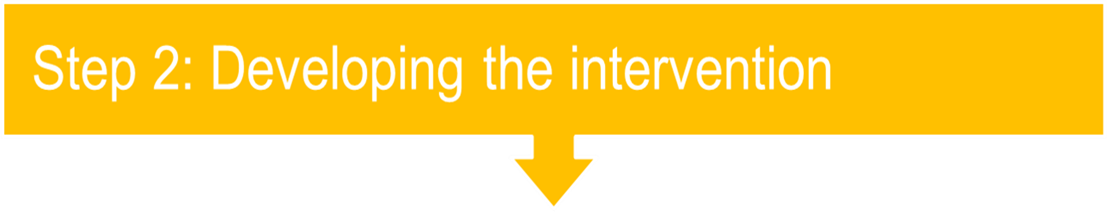 Step 2: Developing the intervention